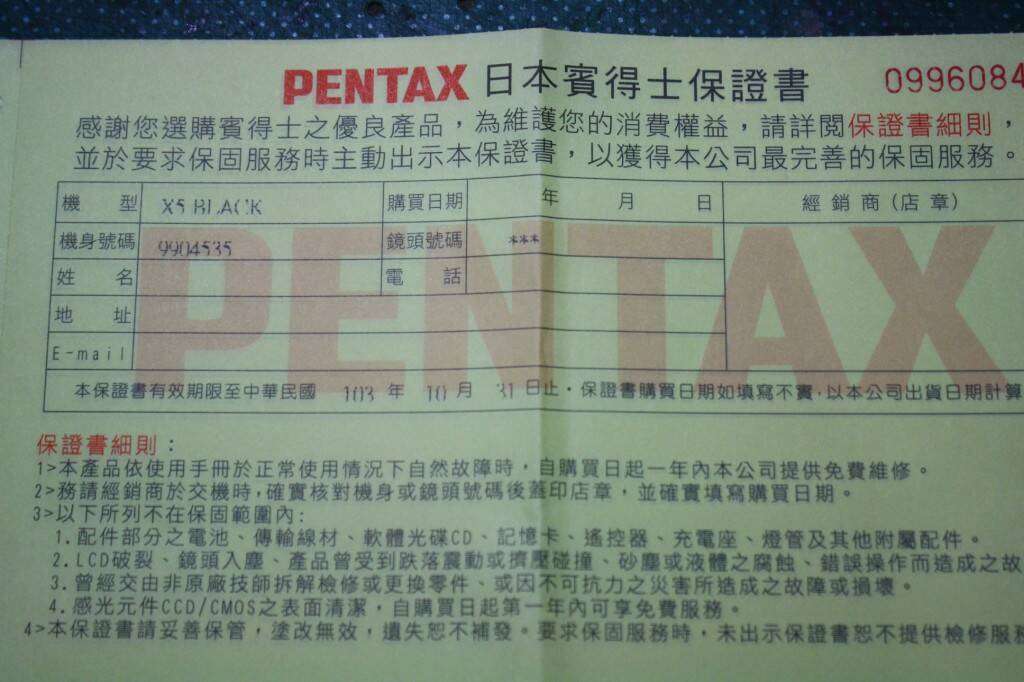 PENTAX 日本賓得士保證書 0996084
感謝您選購賓得士之優良產品，為維護您的消費權益，請詳閱保證書細則，
並於要求保固服務時主動出示本保證書，以獲得本公司最完善的保固服務。
機 型 X5 BLACK 購買日期 年 月 日 經銷商(店章)
機身號碼 9904535 鏡頭號碼 ***
姓 名 電 話
地 址
E-mail
PENTAX
本保證書有效期限至中華民國 103 年 10 月 31 日止·保證書購買日期如填寫不實,以本公司出貨日期計算
保證書細則：
1>本產品依使用手冊於正常使用情況下自然故障時，自購買日起一年內本公司提供免費維修。
2>務請經銷商於交機時,確實核對機身或鏡頭號碼後蓋印店章，並確實填寫購買日期。
3>以下所列不在保固範圍內:
1.配件部分之電池、傳輸線材、軟體光碟CD、記憶卡、遙控器、充電座、燈管及其他附屬配件。
2.LCD破裂、鏡頭入塵、產品曾受到跌落震動或擠壓碰撞、砂塵或液體之腐蝕、錯誤操作而造成之故
3.曾經交由非原廠技師拆解檢修或更換零件、或因不可抗力之災害所造成之故障或損壞。
4.感光元件CCD/CMOS之表面清潔，自購買日起第一年內可享免費服務。
4>本保證書請妥善保管，塗改無效，遺失恕不補發。要求保固服務時，未出示保證書恕不提供檢修服務